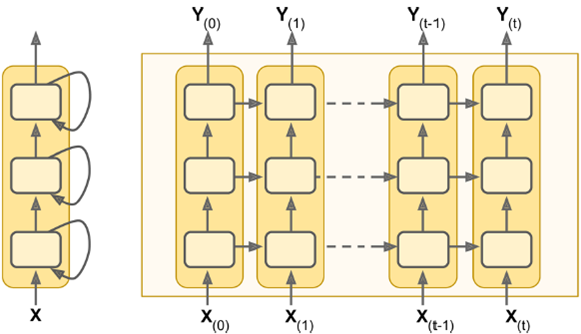 Y(0) Y(1) Y(t-1) Y(t)
X X(0) X(1) X(t-1) X(t)